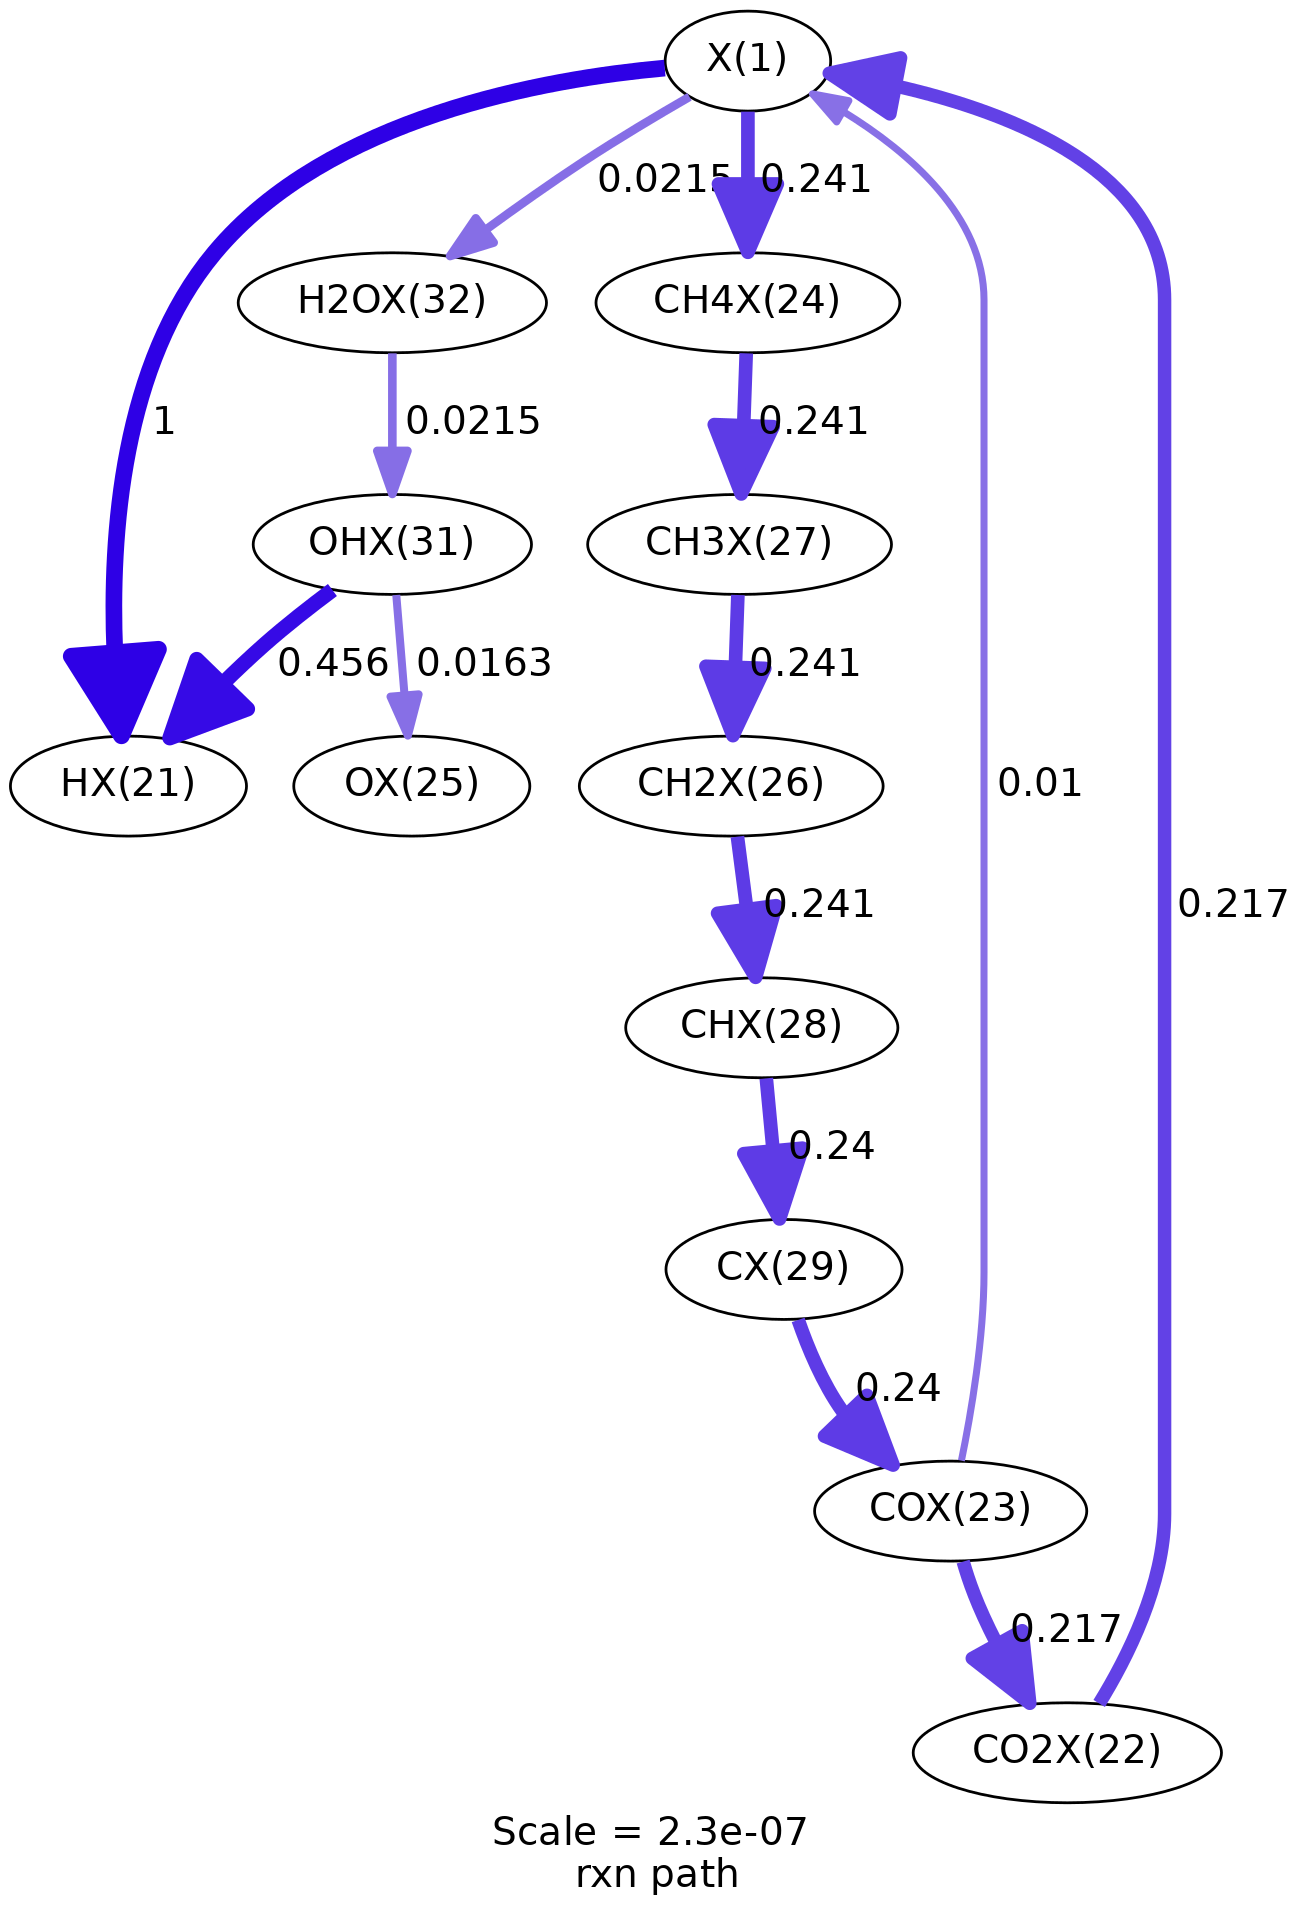 X(1)
0.0215
0.241
H2OX(32)
CH4X(24)
1
0.0215
0.241
OHX(31)
CH3X(27)
0.456
0.0163
0.241
HX(21)
OX(25)
CH2X(26)
0.01
0.241
0.217
CHX(28)
0.24
CX(29)
0.24
COX(23)
0.217
CO2X(22)
Scale = 2.3e-07
rxn path